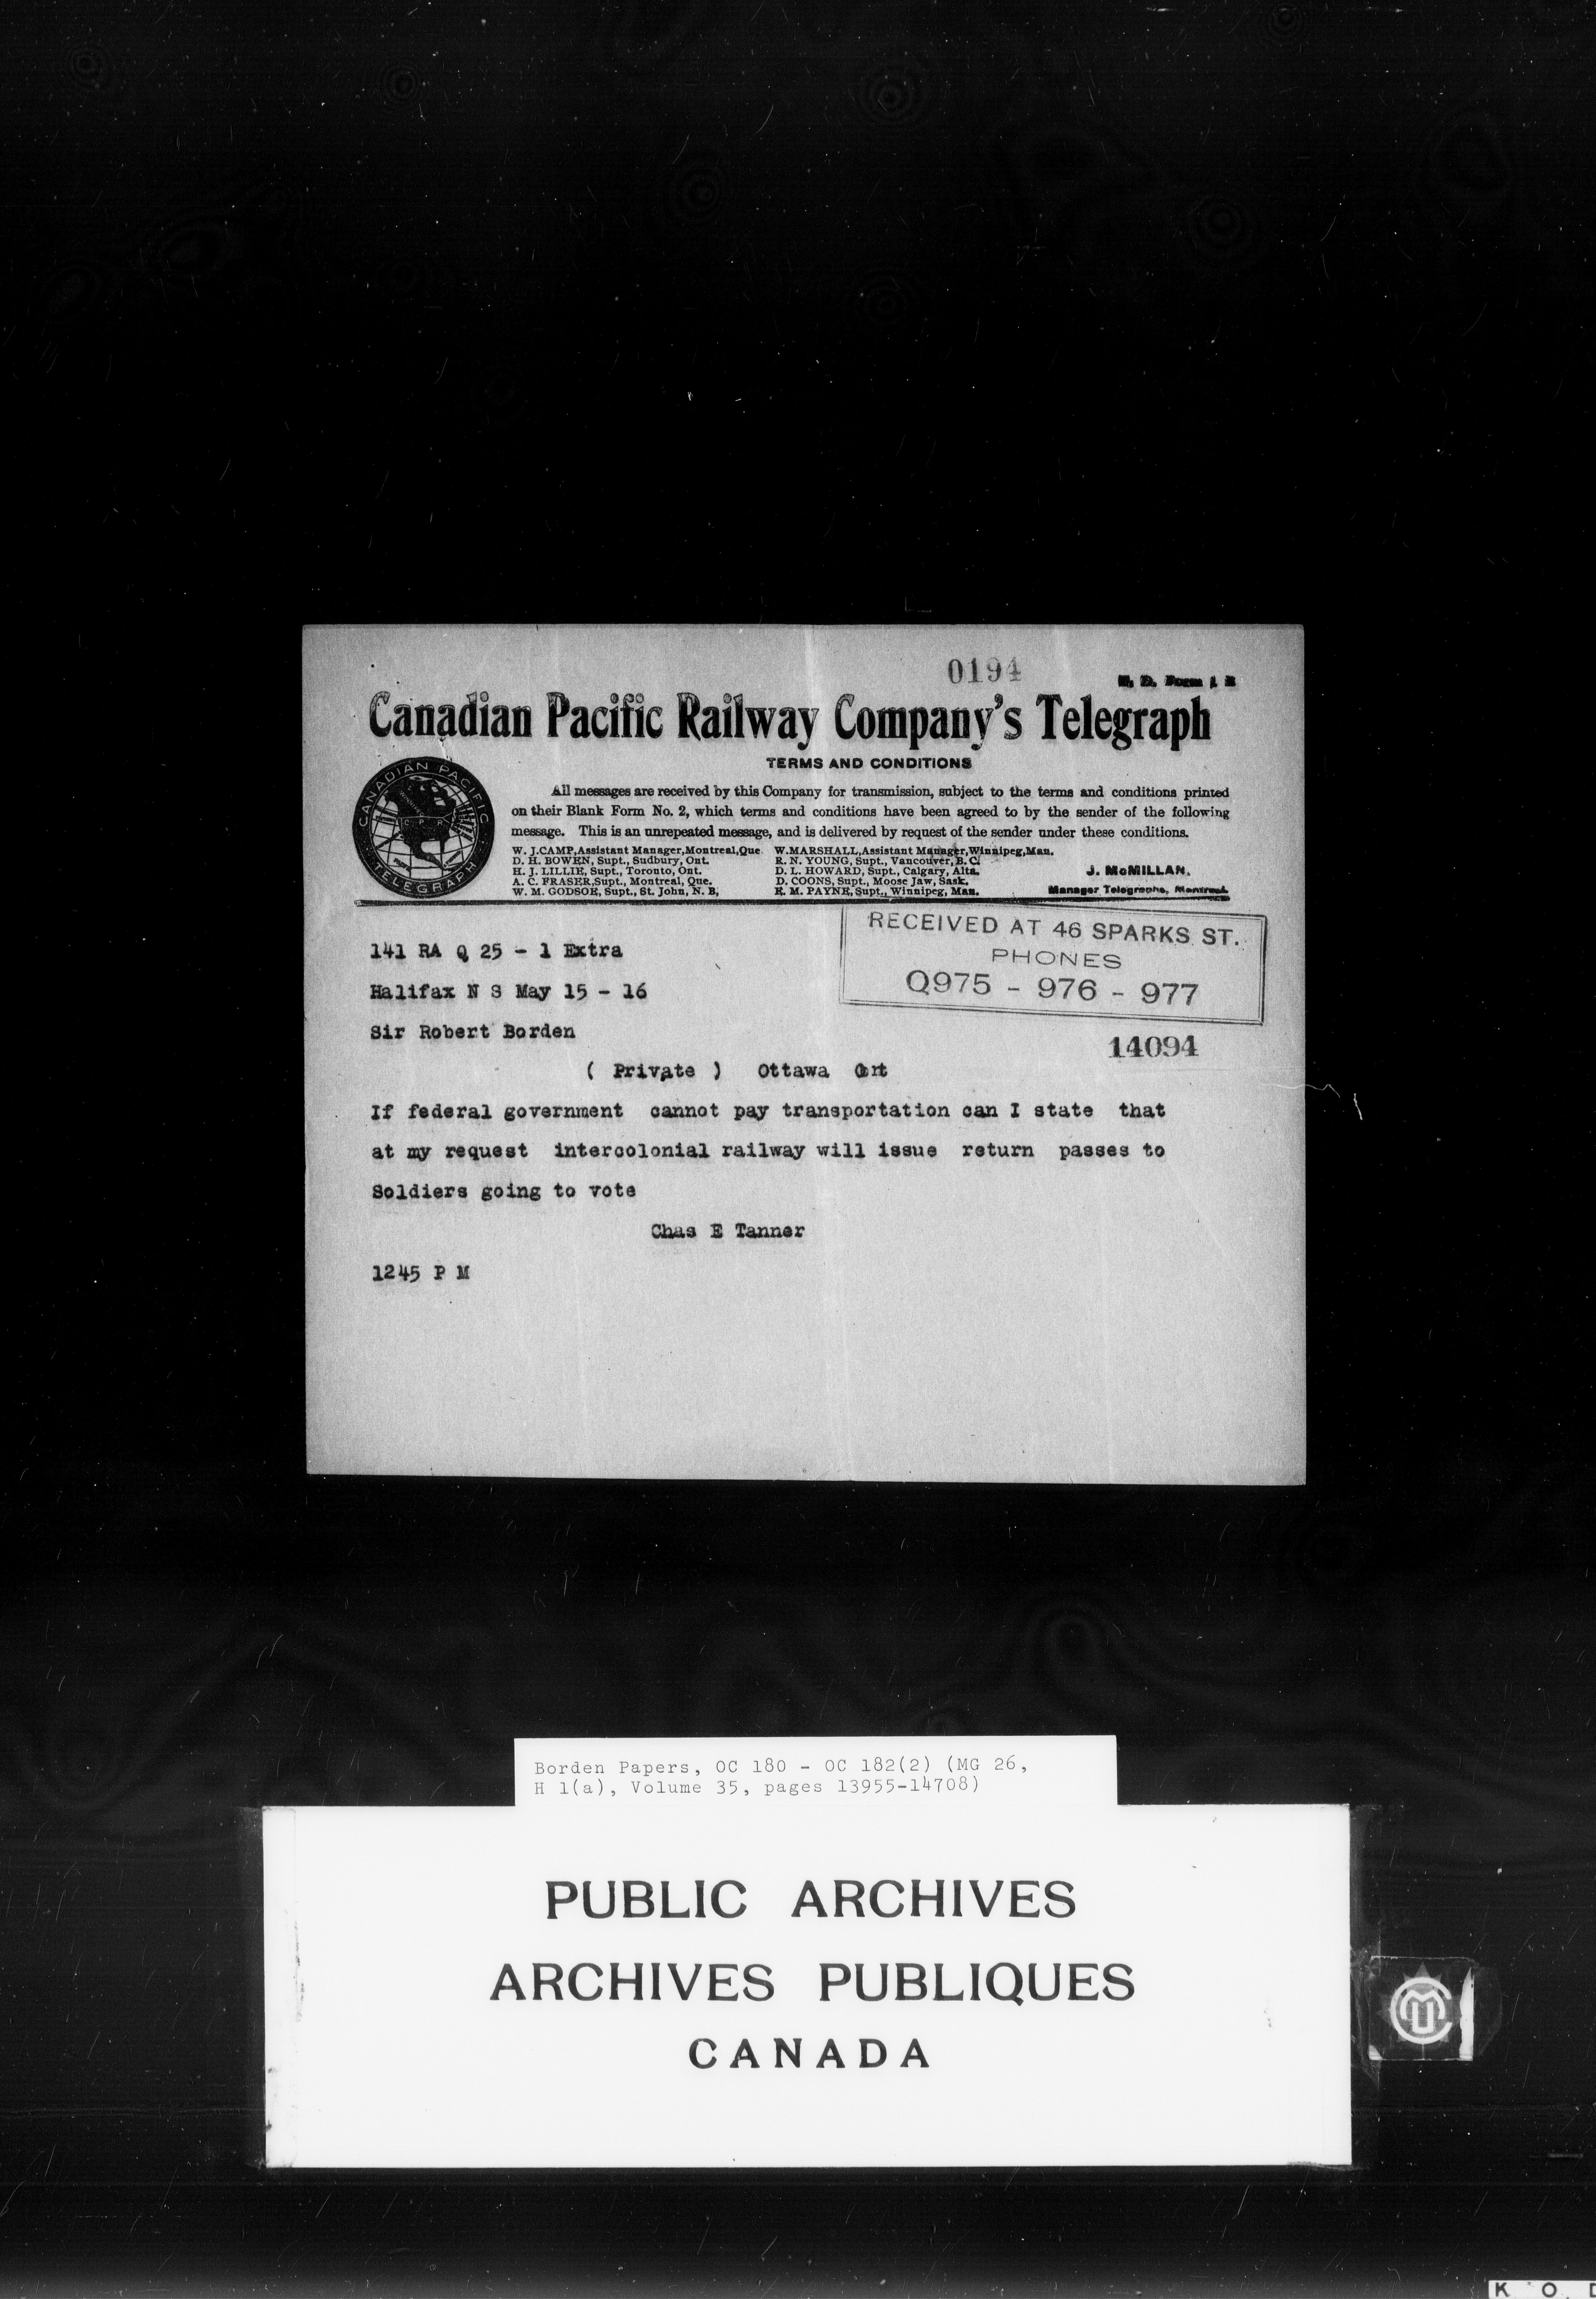 0194
Canadian Pacific Railway Company's Telegraph
TERMS AND CONDITIONS
CANADIAN PACIFIC
C P R
TELEGRAPH
All messages are received by this Company for transmission, subject to the terms and conditions printed
on their Blank Form No. 2, which terms and conditions have been agreed to by the sender of the following
message. This is an unrepeated message, and is delivered by request of the sender under these conditions.
W. J. CAMP, Assistant Manager, Montreal, Que. W. MARSHALL, Assistant Manager, Winnipeg, Man.
D. H. BOWEN, Supt., Sudbury, Ont. R. N. YOUNG, Supt., Vancouver, B. C.
H. J. LILLIE, Supt., Toronto, Ont. D. L. HOWARD, Supt., Calgary, Alta.
A. C. FRASER, Supt., Montreal, Que. D. COONS, Supt., Moose Jaw, Sask.
W. M. GODSOE, Supt., St. John, N. B, R. M. PAYNE, Supt., Winnipeg, Man.
J. McMILLAN,
Manager Telegraphs, Montreal.
RECEIVED AT 46 SPARKS ST.
PHONES
Q975 - 976 - 977
141 RA Q 25 - 1 Extra
Halifax N S May 15 - 16
Sir Robert Borden
14094
( Private ) Ottawa Ont
If federal government cannot pay transportation can I state that
at my request intercolonial railway will issue return passes to
Soldiers going to vote
Chas E Tanner
1245 P M
Borden Papers, OC 180 - OC 182(2) (MG 26,
H 1(a), Volume 35, pages 13955-14708)
PUBLIC ARCHIVES
ARCHIVES PUBLIQUES
CANADA
K O D